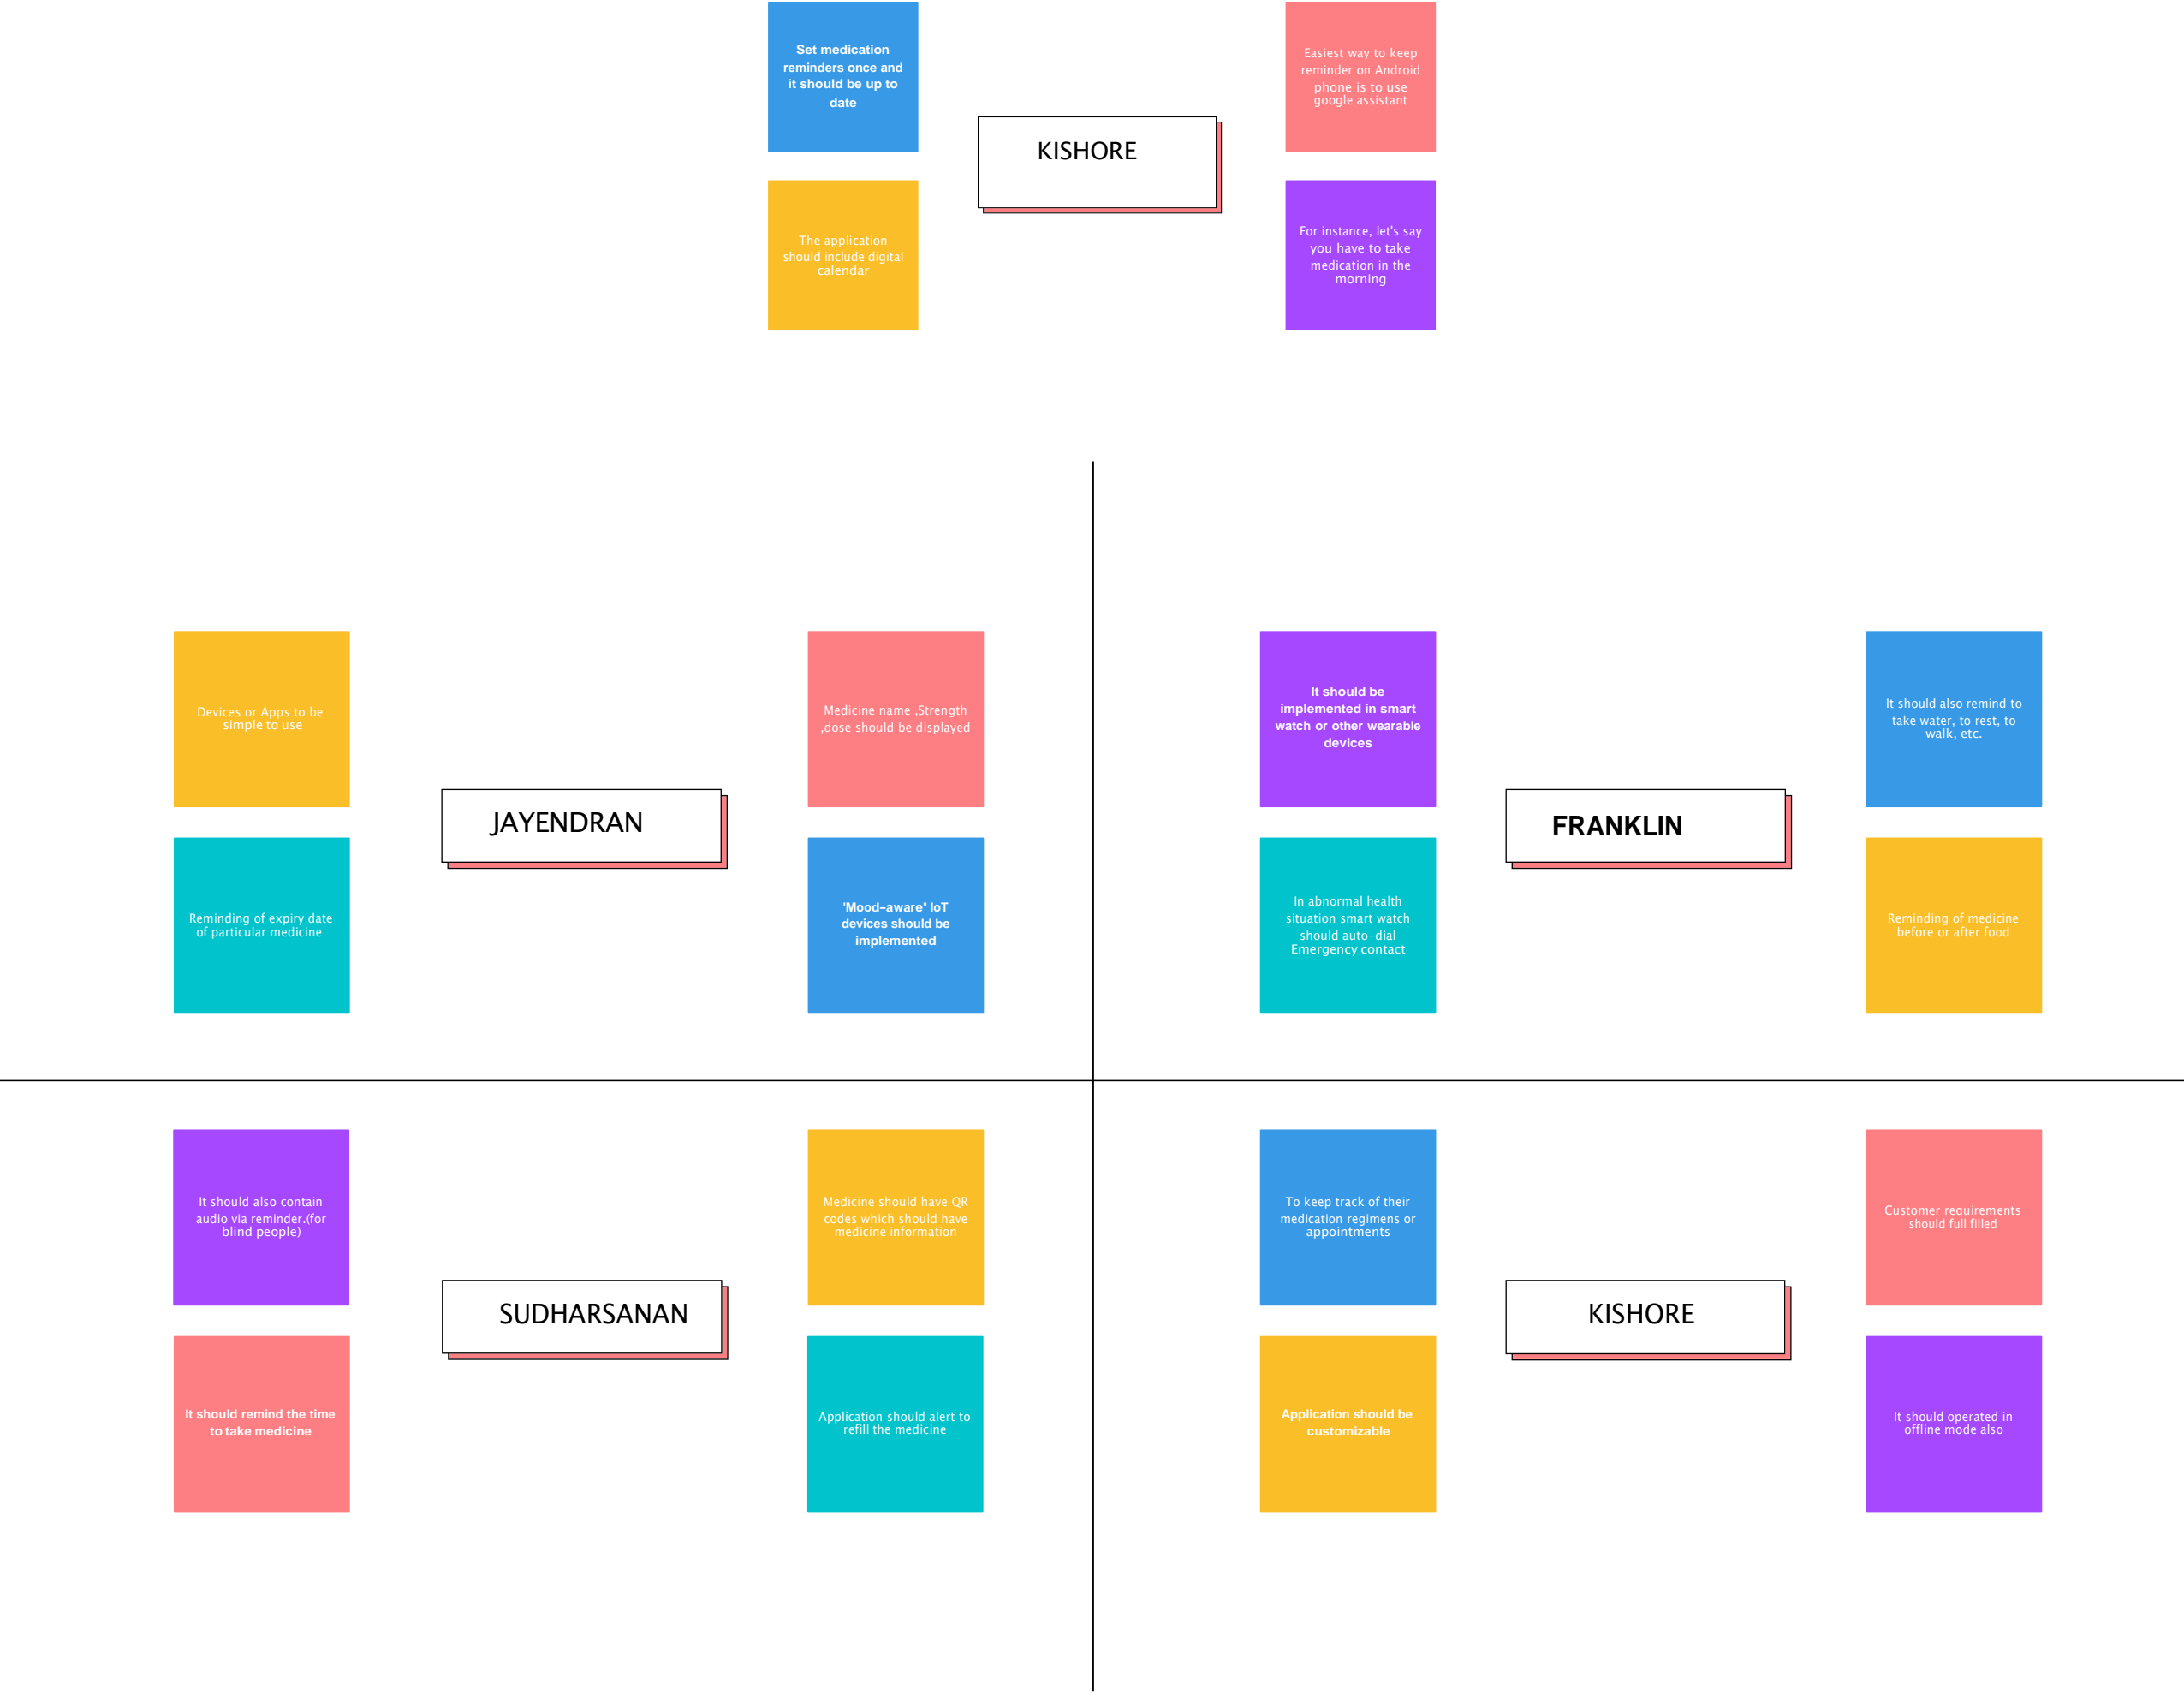 Set medication
reminders once and
it should be up to
date
Easiest way to keep
reminder on Android
phone is to use
google assistant
KISHORE
The application
should include digital
calendar
For instance, let's say
you have to take
medication in the
morning
Devices or Apps to be
simple to use
Medicine name ,Strength
,dose should be displayed
JAYENDRAN
Reminding of expiry date
of particular medicine
'Mood-aware" IoT
devices should be
implemented
It should be
implemented in smart
watch or other wearable
devices
It should also remind to
take water, to rest, to
walk, etc.
FRANKLIN
In abnormal health
situation smart watch
should auto-dial
Emergency contact
Reminding of medicine
before or after food
It should also contain
audio via reminder.(for
blind people)
Medicine should have QR
codes which should have
medicine information
SUDHARSANAN
It should remind the time
to take medicine
Application should alert to
refill the medicine
To keep track of their
medication regimens or
appointments
Customer requirements
should full filled
KISHORE
Application should be
customizable
It should operated in
offline mode also